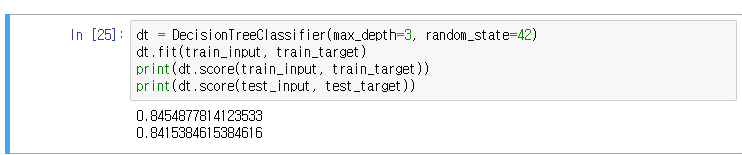 In [25]: dt = DecisionTreeClassifier(max_depth=3, random_state=42)
dt.fit(train_input, train_target)
print(dt.score(train_input, train_target))
print(dt.score(test_input, test_target))
0.8454877814123533
0.8415384615384616